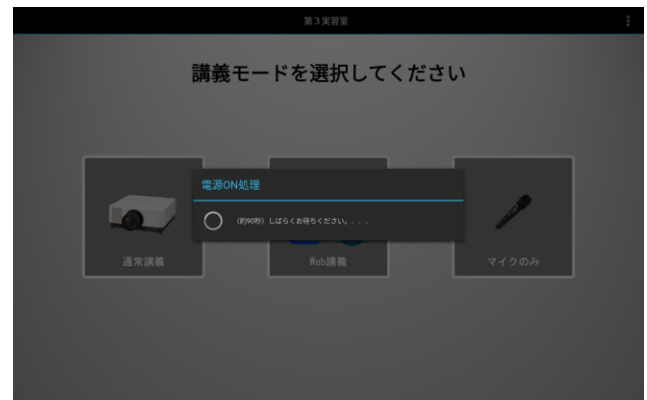 第３実習室
講義モードを選択してください
電源ON処理
(約90秒) しばらくお待ちください．．．．
通常講義
Web講義
マイクのみ